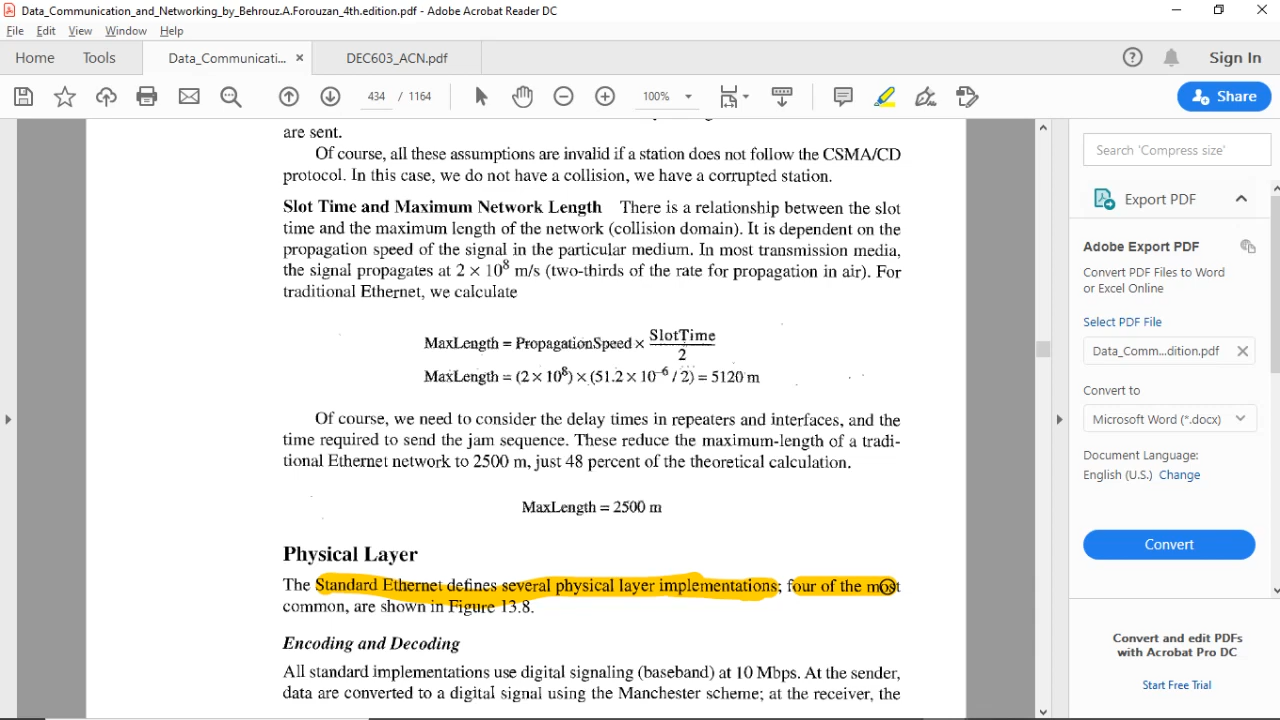 Data_Communication_and_Networking_by_Behrouz.A.Forouzan_4th.edition.pdf - Adobe Acrobat Reader DC
File Edit View Window Help
Home Tools Data_Communicati... × DEC603_ACN.pdf Sign In
434 / 1164 100% Share
are sent.
Of course, all these assumptions are invalid if a station does not follow the CSMA/CD
protocol. In this case, we do not have a collision, we have a corrupted station.
Slot Time and Maximum Network Length There is a relationship between the slot
time and the maximum length of the network (collision domain). It is dependent on the
propagation speed of the signal in the particular medium. In most transmission media,
the signal propagates at 2 × 10⁸ m/s (two-thirds of the rate for propagation in air). For
traditional Ethernet, we calculate
MaxLength = PropagationSpeed × SlotTime / 2
MaxLength = (2 × 10⁸) × (51.2 × 10⁻⁶ / 2) = 5120 m
Of course, we need to consider the delay times in repeaters and interfaces, and the
time required to send the jam sequence. These reduce the maximum-length of a tradi-
tional Ethernet network to 2500 m, just 48 percent of the theoretical calculation.
MaxLength = 2500 m
Physical Layer
The Standard Ethernet defines several physical layer implementations; four of the most
common, are shown in Figure 13.8.
Encoding and Decoding
All standard implementations use digital signaling (baseband) at 10 Mbps. At the sender,
data are converted to a digital signal using the Manchester scheme; at the receiver, the
Search 'Compress size'
Export PDF
Adobe Export PDF
Convert PDF Files to Word
or Excel Online
Select PDF File
Data_Comm...dition.pdf ×
Convert to
Microsoft Word (*.docx)
Document Language:
English (U.S.) Change
Convert
Convert and edit PDFs
with Acrobat Pro DC
Start Free Trial